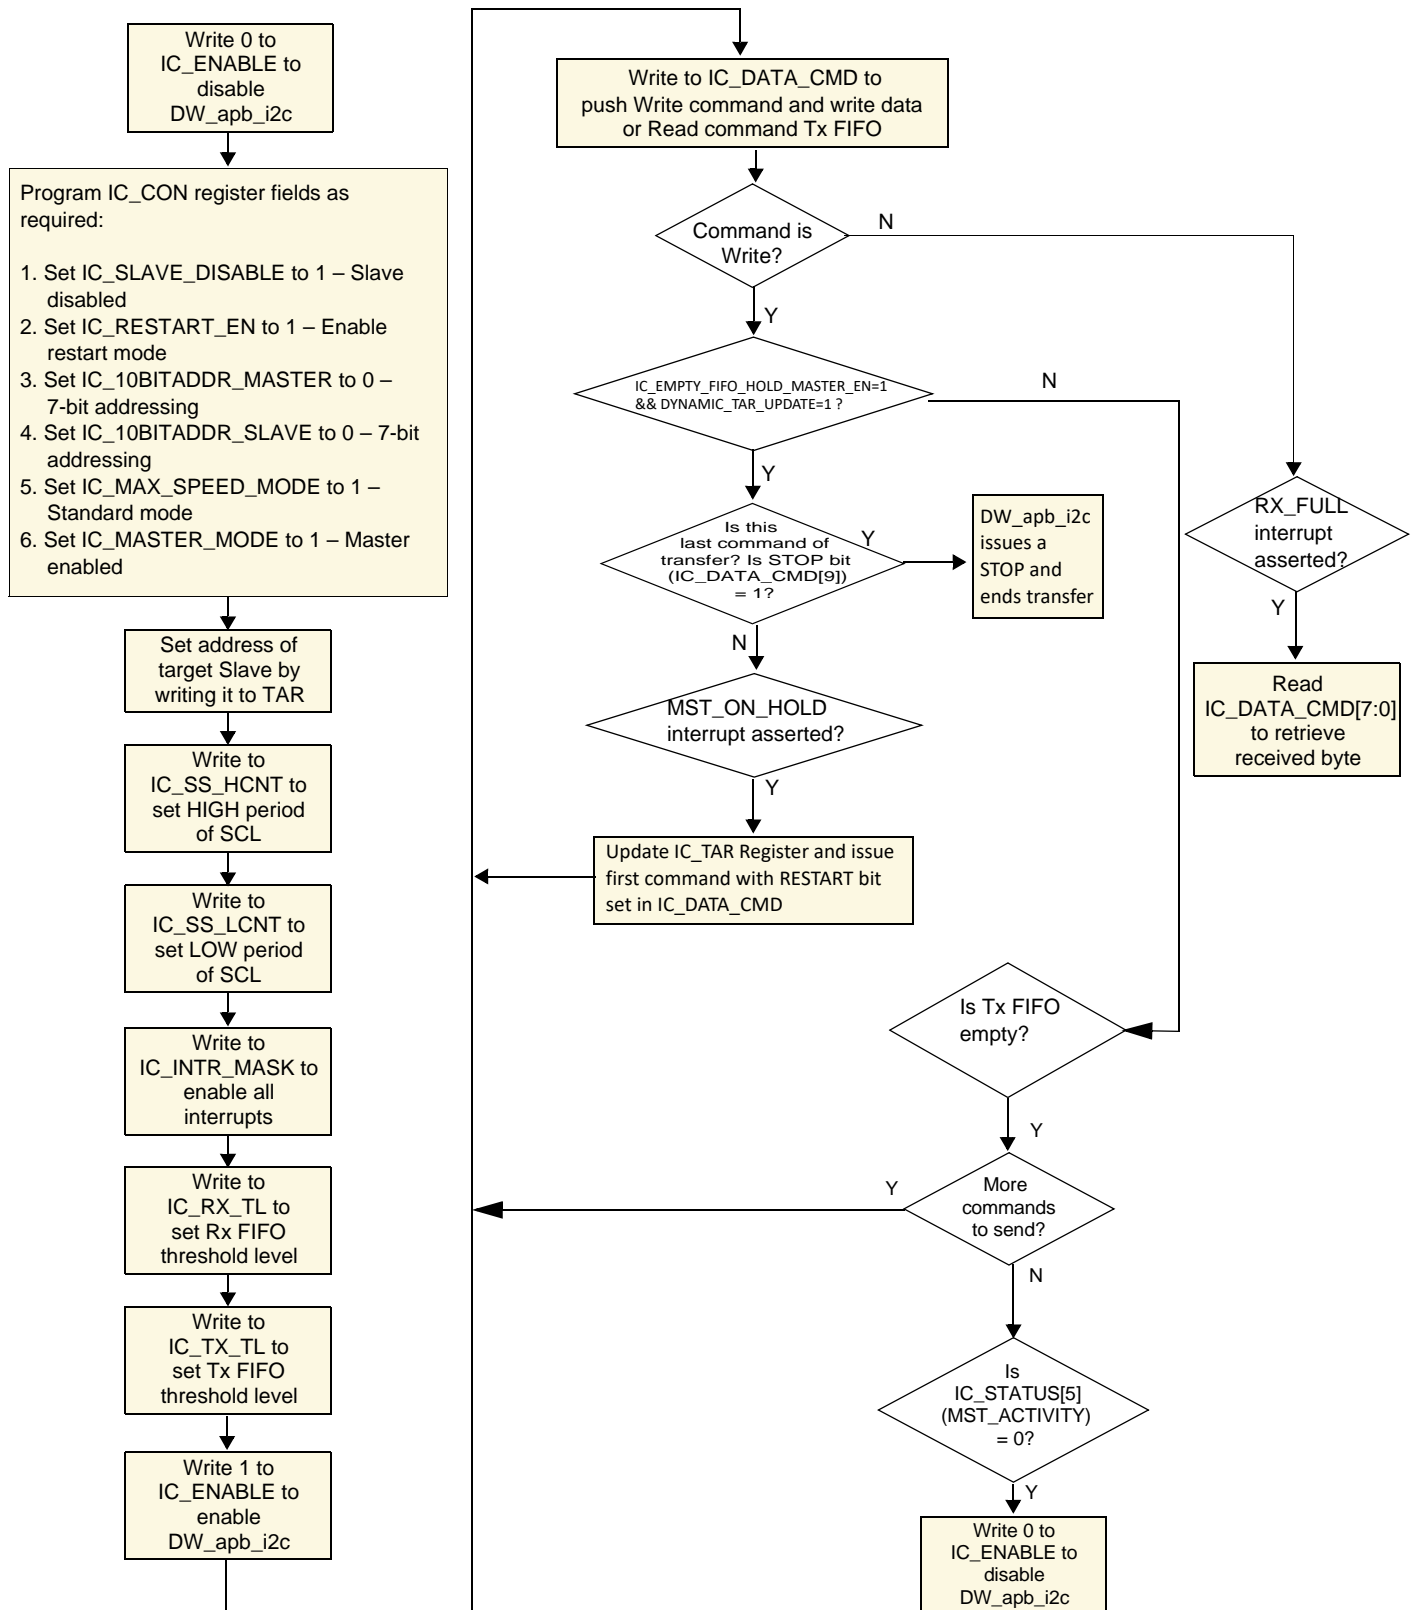 Write 0 to
IC_ENABLE to
disable
DW_apb_i2c
Program IC_CON register fields as
required:
1. Set IC_SLAVE_DISABLE to 1 – Slave
disabled
2. Set IC_RESTART_EN to 1 – Enable
restart mode
3. Set IC_10BITADDR_MASTER to 0 –
7-bit addressing
4. Set IC_10BITADDR_SLAVE to 0 – 7-bit
addressing
5. Set IC_MAX_SPEED_MODE to 1 –
Standard mode
6. Set IC_MASTER_MODE to 1 – Master
enabled
Set address of
target Slave by
writing it to TAR
Write to
IC_SS_HCNT to
set HIGH period
of SCL
Write to
IC_SS_LCNT to
set LOW period
of SCL
Write to
IC_INTR_MASK to
enable all
interrupts
Write to
IC_RX_TL to
set Rx FIFO
threshold level
Write to
IC_TX_TL to
set Tx FIFO
threshold level
Write 1 to
IC_ENABLE to
enable
DW_apb_i2c
Write to IC_DATA_CMD to
push Write command and write data
or Read command Tx FIFO
Command is
Write?
N
Y
IC_EMPTY_FIFO_HOLD_MASTER_EN=1
&& DYNAMIC_TAR_UPDATE=1 ?
N
Y
Is this
last command of
transfer? Is STOP bit
(IC_DATA_CMD[9])
= 1?
Y
DW_apb_i2c
issues a
STOP and
ends transfer
N
MST_ON_HOLD
interrupt asserted?
Y
Update IC_TAR Register and issue
first command with RESTART bit
set in IC_DATA_CMD
RX_FULL
interrupt
asserted?
Y
Read
IC_DATA_CMD[7:0]
to retrieve
received byte
Is Tx FIFO
empty?
Y
More
commands
to send?
Y
N
Is
IC_STATUS[5]
(MST_ACTIVITY)
= 0?
Y
Write 0 to
IC_ENABLE to
disable
DW_apb_i2c